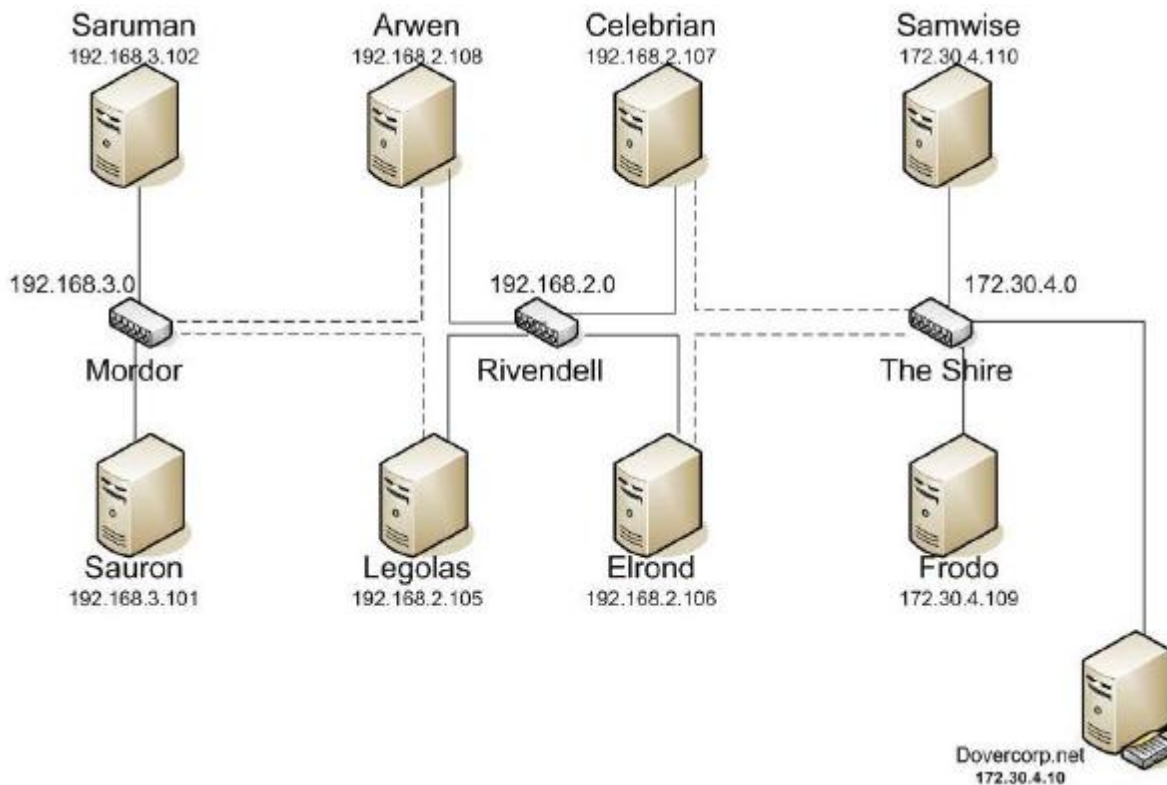 Saruman
192.168.3.102
Arwen
192.168.2.108
Celebrian
192.168.2.107
Samwise
172.30.4.110
192.168.3.0
192.168.2.0
172.30.4.0
Mordor
Rivendell
The Shire
Sauron
192.168.3.101
Legolas
192.168.2.105
Elrond
192.168.2.106
Frodo
172.30.4.109
Dovercorp.net
172.30.4.10